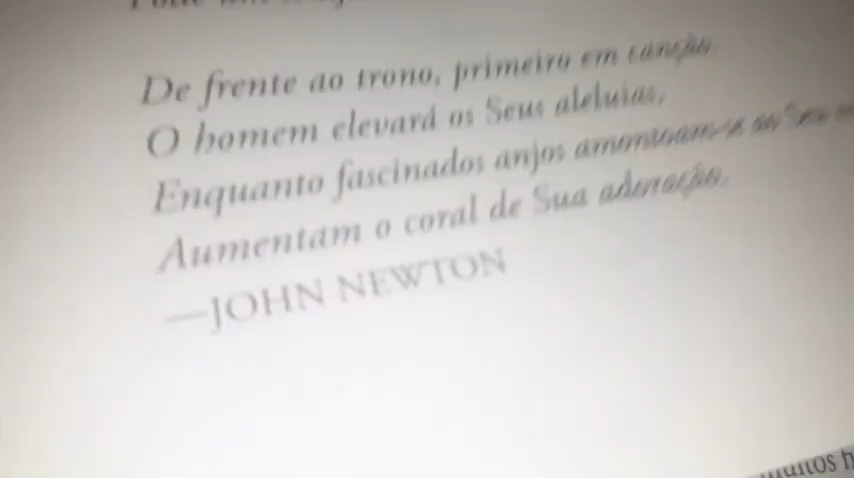 De frente ao trono, primeiro em canção
O homem elevará os Seus aleluias,
Enquanto fascinados anjos
Aumentam o coral de Sua adoração.
—JOHN NEWTON
muitos